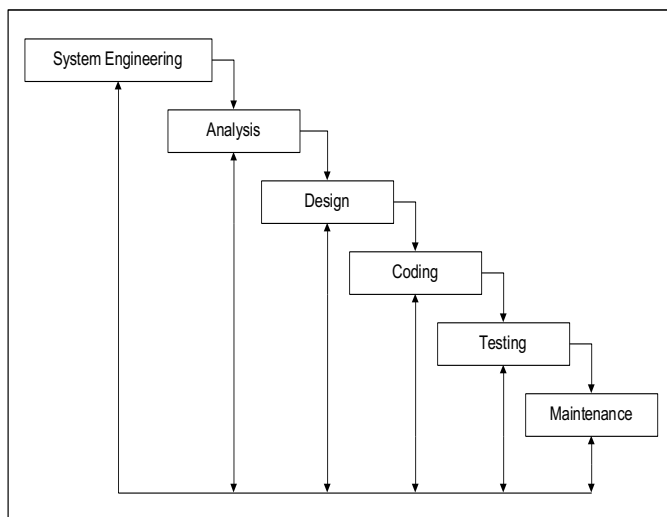 System Engineering
Analysis
Design
Coding
Testing
Maintenance